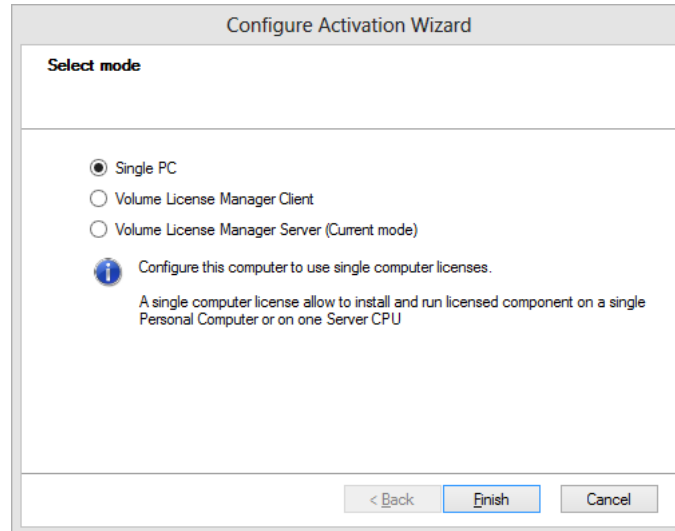 Configure Activation Wizard
Select mode
Single PC
Volume License Manager Client
Volume License Manager Server (Current mode)
Configure this computer to use single computer licenses.
A single computer license allow to install and run licensed component on a single
Personal Computer or on one Server CPU
< Back
Finish
Cancel